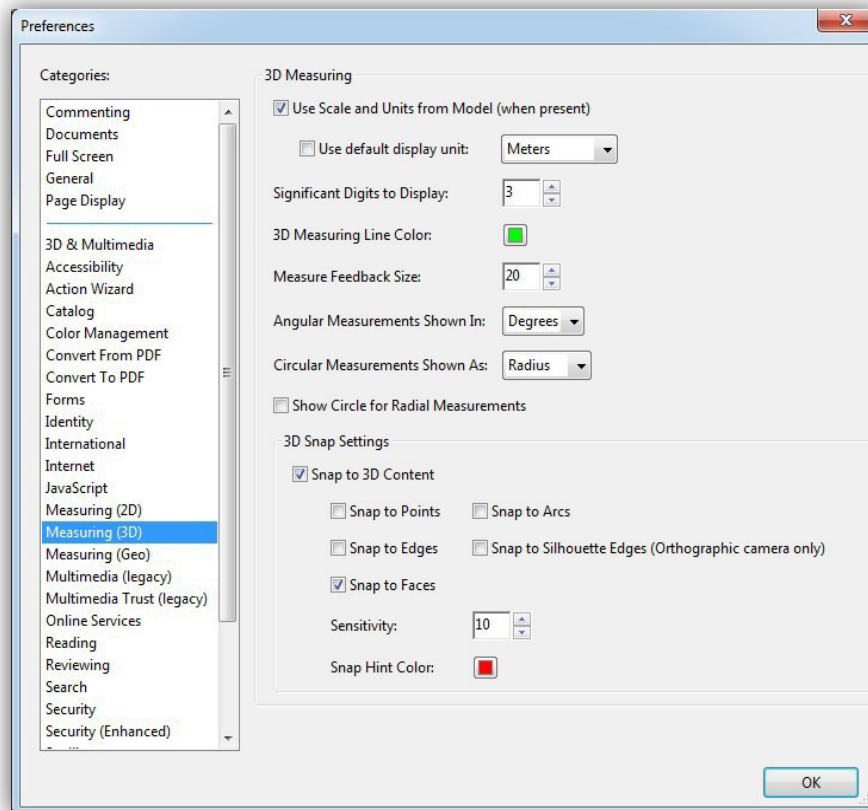 Preferences
Categories:
Commenting
Documents
Full Screen
General
Page Display
3D & Multimedia
Accessibility
Action Wizard
Catalog
Color Management
Convert From PDF
Convert To PDF
Forms
Identity
International
Internet
JavaScript
Measuring (2D)
Measuring (3D)
Measuring (Geo)
Multimedia (legacy)
Multimedia Trust (legacy)
Online Services
Reading
Reviewing
Search
Security
Security (Enhanced)
3D Measuring
Use Scale and Units from Model (when present)
Use default display unit: Meters
Significant Digits to Display: 3
3D Measuring Line Color:
Measure Feedback Size: 20
Angular Measurements Shown In: Degrees
Circular Measurements Shown As: Radius
Show Circle for Radial Measurements
3D Snap Settings
Snap to 3D Content
Snap to Points Snap to Arcs
Snap to Edges Snap to Silhouette Edges (Orthographic camera only)
Snap to Faces
Sensitivity: 10
Snap Hint Color:
OK